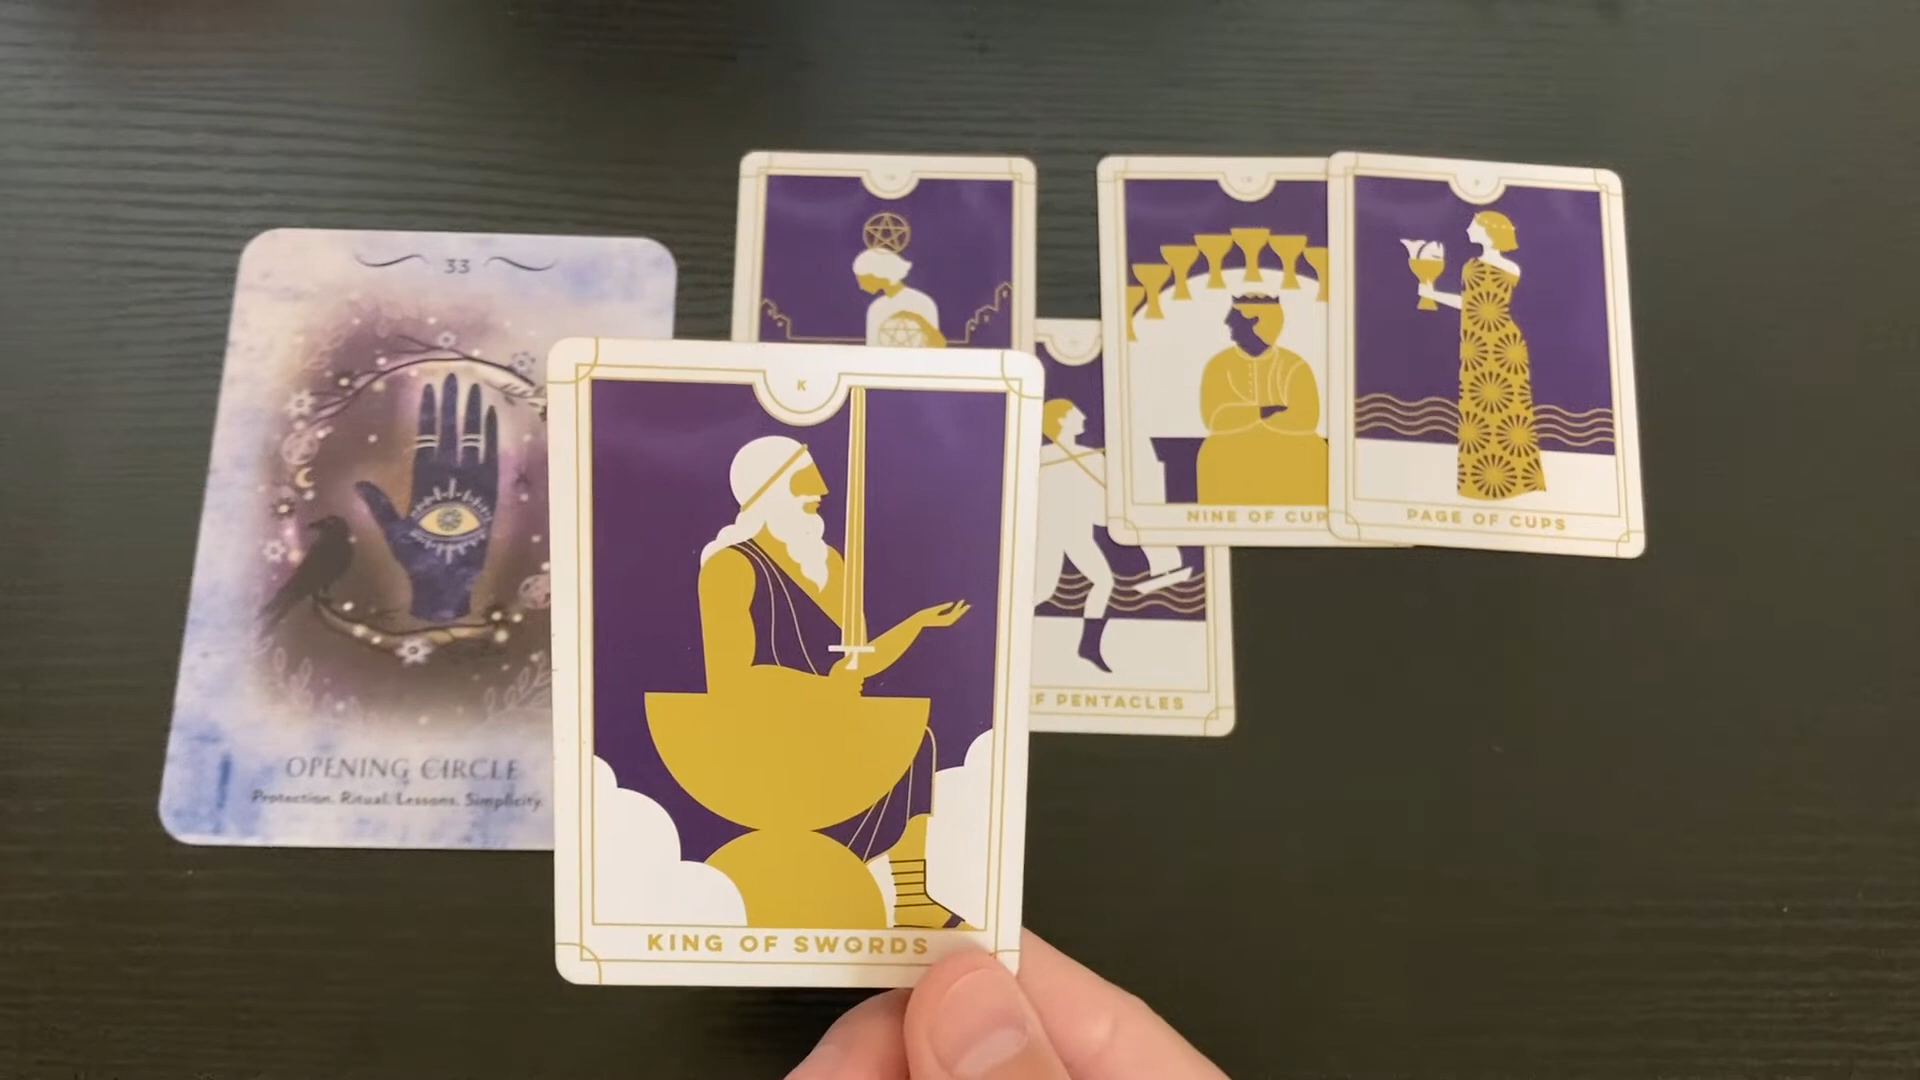 33
OPENING CIRCLE
Protection. Ritual. Lessons. Simplicity.
K
KING OF SWORDS
PENTACLES
NINE OF CUP
P
PAGE OF CUPS